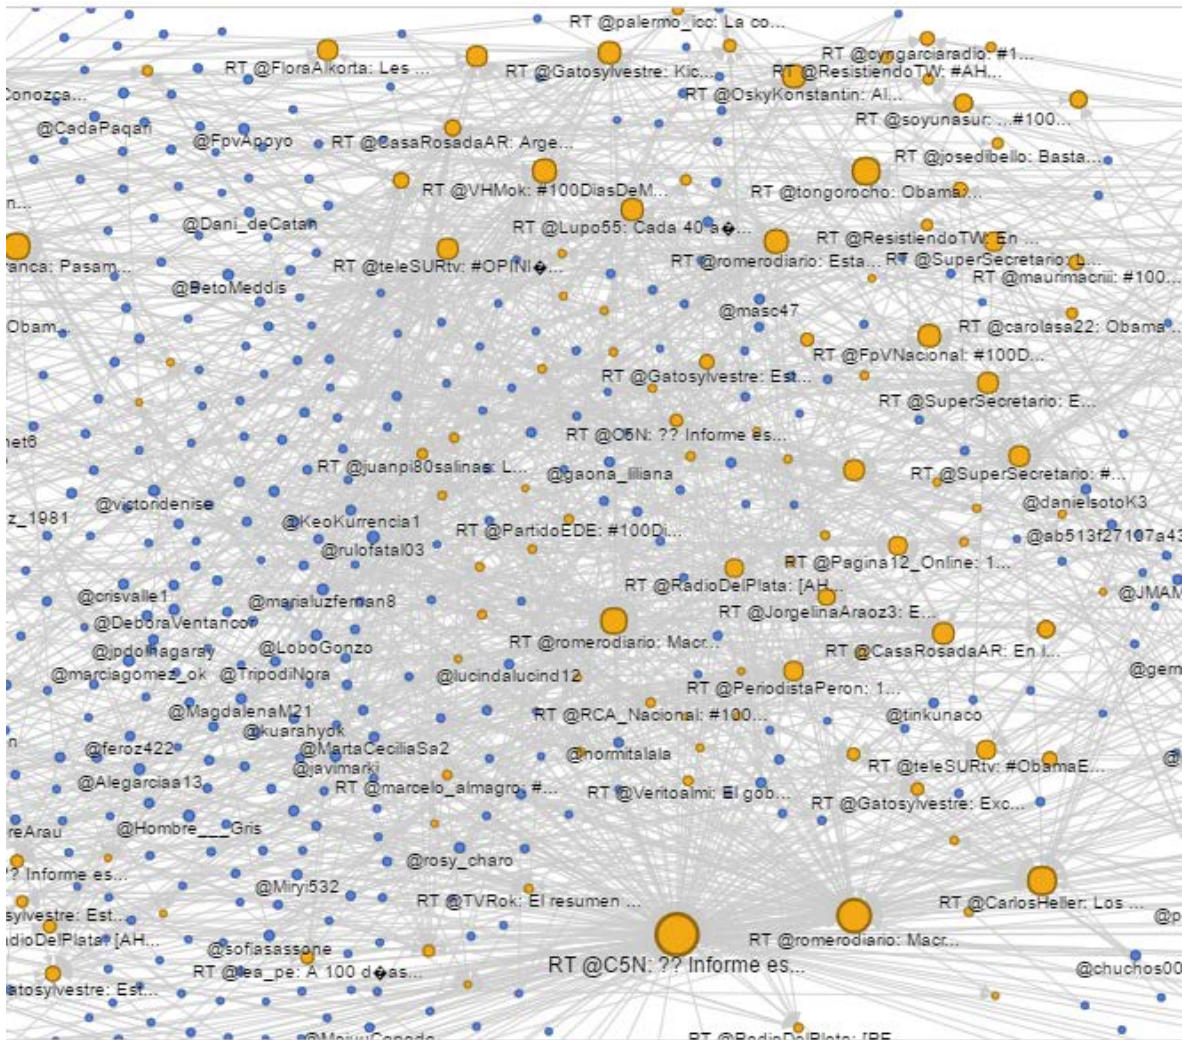 RT @palermo_icc: La co...
RT @cyngarciaradio: #1...
RT @FloraAlkorta: Les ...
RT @Gatosylvestre: Kic...
RT @ResistiendoTW: #AH...
Conozca...
RT @OskyKonstantin: Al...
@CadaPaqari
RT @soyunasur: ...#100...
@FpvApoyo
RT @CasaRosadaAR: Arge...
RT @josedibello: Basta...
RT @VHMok: #100DiasDeM...
RT @tongorocho: Obama:...
n...
@Dani_deCatan
RT @Lupo55: Cada 40 a�...
RT @ResistiendoTW: En ...
ranca: Pasam...
RT @teleSURtv: #OPINI�...
RT @romerodiario: Esta...
RT @SuperSecretario: L...
RT @maurimacriii: #100...
@BetoMeddis
@masc47
Obam...
RT @carolasa22: Obama ...
RT @FpVNacional: #100D...
RT @Gatosylvestre: Est...
RT @SuperSecretario: E...
net6
RT @C5N: ?? Informe es...
RT @juanpi80salinas: L...
@gaona_liliana
RT @SuperSecretario: #...
@victoridenise
@danielsotoK3
z_1981
@KeoKurrencia1
RT @PartidoEDE: #100Di...
@ab513f27107a43
@rulofatal03
RT @Pagina12_Online: 1...
RT @RadioDelPlata: [AH...
@crisvalle1
@marialuzfernan8
@JMAM
RT @JorgelinaAraoz3: E...
@DeboraVentancor
RT @romerodiario: Macr...
@jpdolhagaray
@LoboGonzo
RT @CasaRosadaAR: En l...
@marciagomez_ok
@TripodiNora
@lucindalucind12
@germ
RT @PeriodistaPeron: 1...
@MagdalenaM21
RT @RCA_Nacional: #100...
@tinkunaco
@kuarahyok
n
@feroz422
@MartaCeciliaSa2
@normitalala
@
@javimarki
RT @teleSURtv: #ObamaE...
@Alegarciaa13
RT @marcelo_almagro: #...
RT @Veritoalmi: El gob...
RT @Gatosylvestre: Exc...
reArau
@Hombre___Gris
@rosy_charo
?? Informe es...
@Miryi532
RT @TVRok: El resumen ...
RT @CarlosHeller: Los ...
sylvestre: Est...
@p
adioDelPlata: [AH...
@sofiasassone
RT @romerodiario: Macr...
RT @lea_pe: A 100 d�as...
RT @C5N: ?? Informe es...
@chuchos00
atosylvestre: Est...